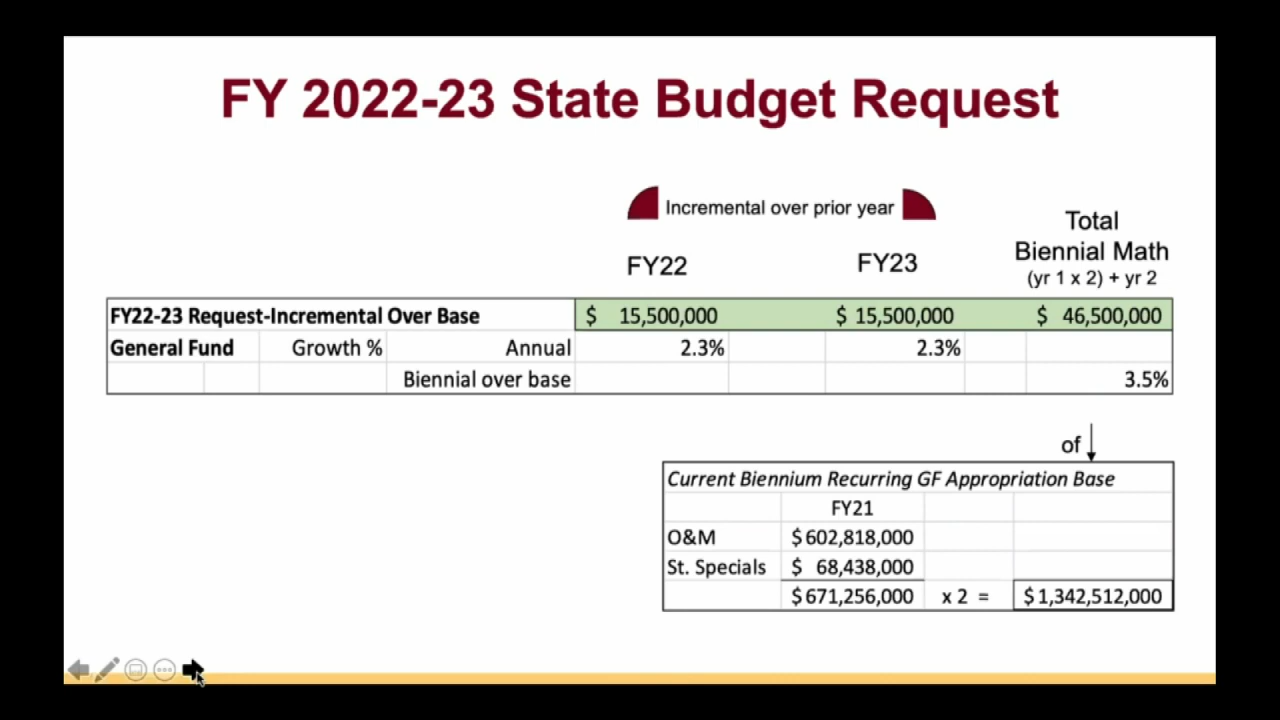 FY 2022-23 State Budget Request
Incremental over prior year
FY22
FY23
Total
Biennial Math
(yr 1 x 2) + yr 2
FY22-23 Request-Incremental Over Base $ 15,500,000 $ 15,500,000 $ 46,500,000
General Fund Growth % Annual 2.3% 2.3%
Biennial over base 3.5%
of
Current Biennium Recurring GF Appropriation Base
FY21
O&M $602,818,000
St. Specials $ 68,438,000
$671,256,000 x 2 = $1,342,512,000